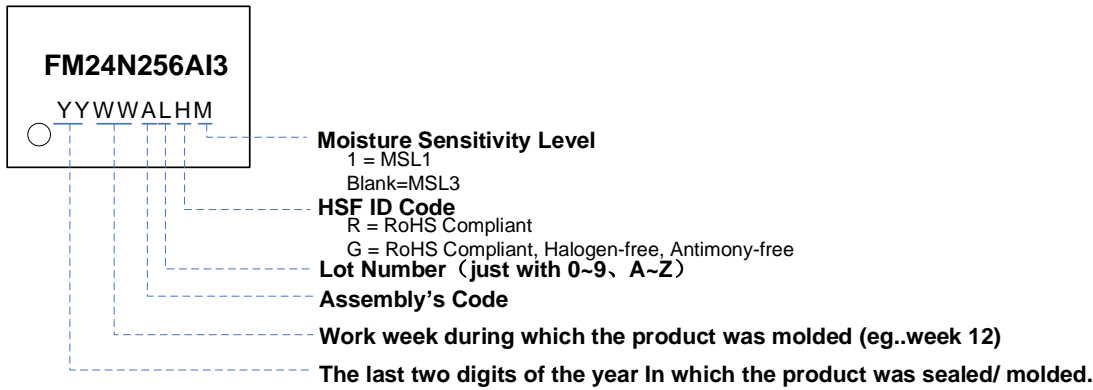 FM24N256AI3
YYWWALHM
Moisture Sensitivity Level
1 = MSL1
Blank=MSL3
HSF ID Code
R = RoHS Compliant
G = RoHS Compliant, Halogen-free, Antimony-free
Lot Number（just with 0~9、A~Z）
Assembly's Code
Work week during which the product was molded (eg..week 12)
The last two digits of the year In which the product was sealed/ molded.